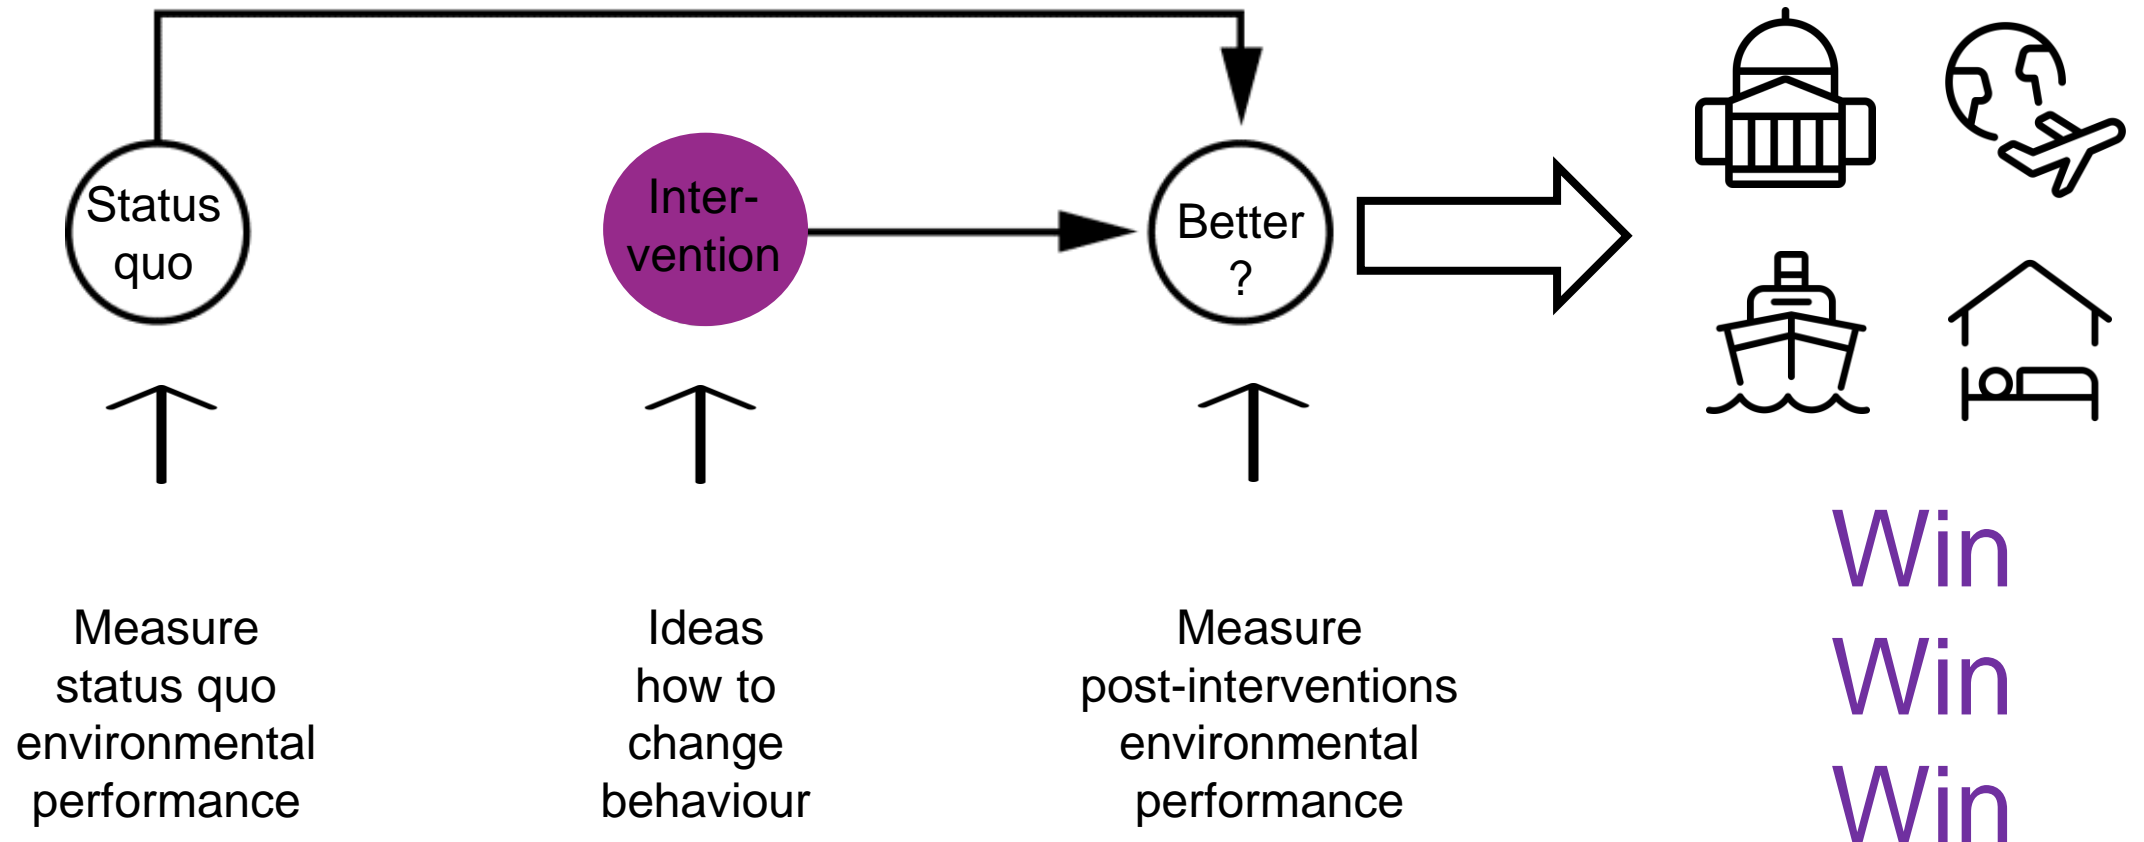 Status
quo
Inter-
vention
Better
?
Measure
status quo
environmental
performance
Ideas
how to
change
behaviour
Measure
post-interventions
environmental
performance
Win
Win
Win